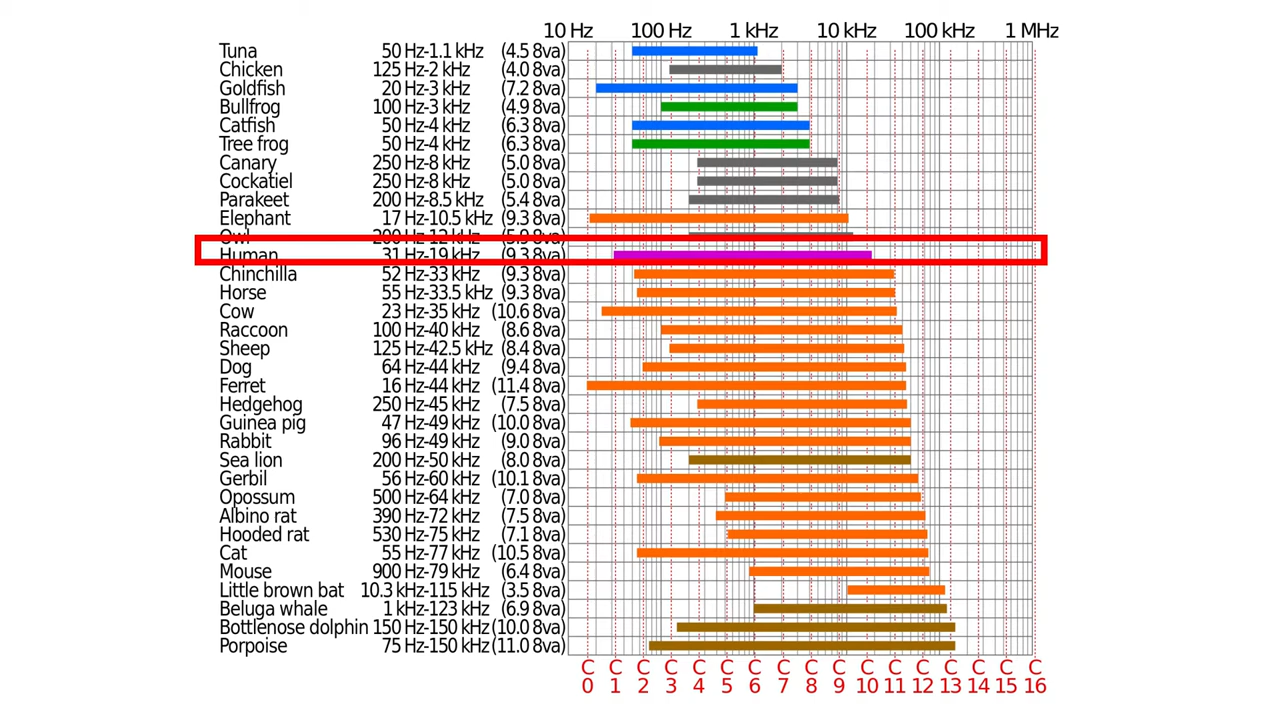 10 Hz 100 Hz 1 kHz 10 kHz 100 kHz 1 MHz
Tuna 50 Hz-1.1 kHz (4.5 8va)
Chicken 125 Hz-2 kHz (4.0 8va)
Goldfish 20 Hz-3 kHz (7.2 8va)
Bullfrog 100 Hz-3 kHz (4.9 8va)
Catfish 50 Hz-4 kHz (6.3 8va)
Tree frog 50 Hz-4 kHz (6.3 8va)
Canary 250 Hz-8 kHz (5.0 8va)
Cockatiel 250 Hz-8 kHz (5.0 8va)
Parakeet 200 Hz-8.5 kHz (5.4 8va)
Elephant 17 Hz-10.5 kHz (9.3 8va)
Owl 200 Hz-12 kHz (5.9 8va)
Human 31 Hz-19 kHz (9.3 8va)
Chinchilla 52 Hz-33 kHz (9.3 8va)
Horse 55 Hz-33.5 kHz (9.3 8va)
Cow 23 Hz-35 kHz (10.6 8va)
Raccoon 100 Hz-40 kHz (8.6 8va)
Sheep 125 Hz-42.5 kHz (8.4 8va)
Dog 64 Hz-44 kHz (9.4 8va)
Ferret 16 Hz-44 kHz (11.4 8va)
Hedgehog 250 Hz-45 kHz (7.5 8va)
Guinea pig 47 Hz-49 kHz (10.0 8va)
Rabbit 96 Hz-49 kHz (9.0 8va)
Sea lion 200 Hz-50 kHz (8.0 8va)
Gerbil 56 Hz-60 kHz (10.1 8va)
Opossum 500 Hz-64 kHz (7.0 8va)
Albino rat 390 Hz-72 kHz (7.5 8va)
Hooded rat 530 Hz-75 kHz (7.1 8va)
Cat 55 Hz-77 kHz (10.5 8va)
Mouse 900 Hz-79 kHz (6.4 8va)
Little brown bat 10.3 kHz-115 kHz (3.5 8va)
Beluga whale 1 kHz-123 kHz (6.9 8va)
Bottlenose dolphin 150 Hz-150 kHz (10.0 8va)
Porpoise 75 Hz-150 kHz (11.0 8va)
C C C C C C C C C C C C C C C C C
0 1 2 3 4 5 6 7 8 9 10 11 12 13 14 15 16